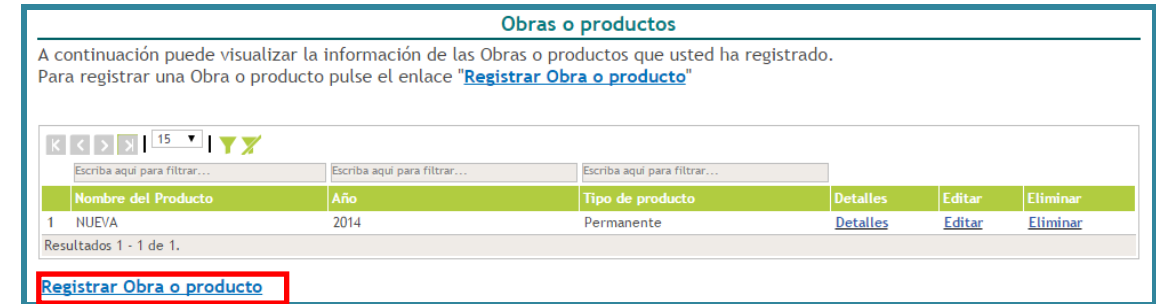 Obras o productos
A continuación puede visualizar la información de las Obras o productos que usted ha registrado.
Para registrar una Obra o producto pulse el enlace "Registrar Obra o producto"
15
Escriba aquí para filtrar... Escriba aquí para filtrar... Escriba aquí para filtrar...
Nombre del Producto Año Tipo de producto Detalles Editar Eliminar
1 NUEVA 2014 Permanente Detalles Editar Eliminar
Resultados 1 - 1 de 1.
Registrar Obra o producto